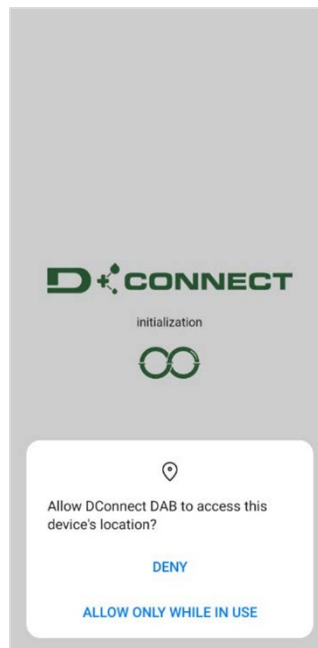 D+CONNECT
initialization
Allow DConnect DAB to access this
device's location?
DENY
ALLOW ONLY WHILE IN USE